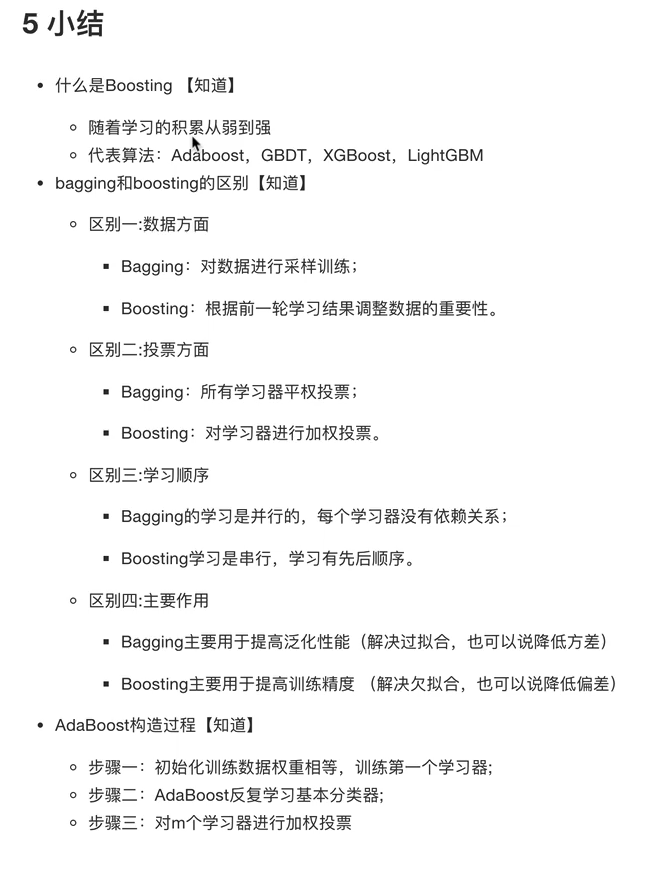 5 小结
什么是Boosting 【知道】
随着学习的积累从弱到强
代表算法：Adaboost，GBDT，XGBoost，LightGBM
bagging和boosting的区别【知道】
区别一:数据方面
Bagging：对数据进行采样训练；
Boosting：根据前一轮学习结果调整数据的重要性。
区别二:投票方面
Bagging：所有学习器平权投票；
Boosting：对学习器进行加权投票。
区别三:学习顺序
Bagging的学习是并行的，每个学习器没有依赖关系；
Boosting学习是串行，学习有先后顺序。
区别四:主要作用
Bagging主要用于提高泛化性能（解决过拟合，也可以说降低方差）
Boosting主要用于提高训练精度 （解决欠拟合，也可以说降低偏差）
AdaBoost构造过程【知道】
步骤一：初始化训练数据权重相等，训练第一个学习器;
步骤二：AdaBoost反复学习基本分类器;
步骤三：对m个学习器进行加权投票